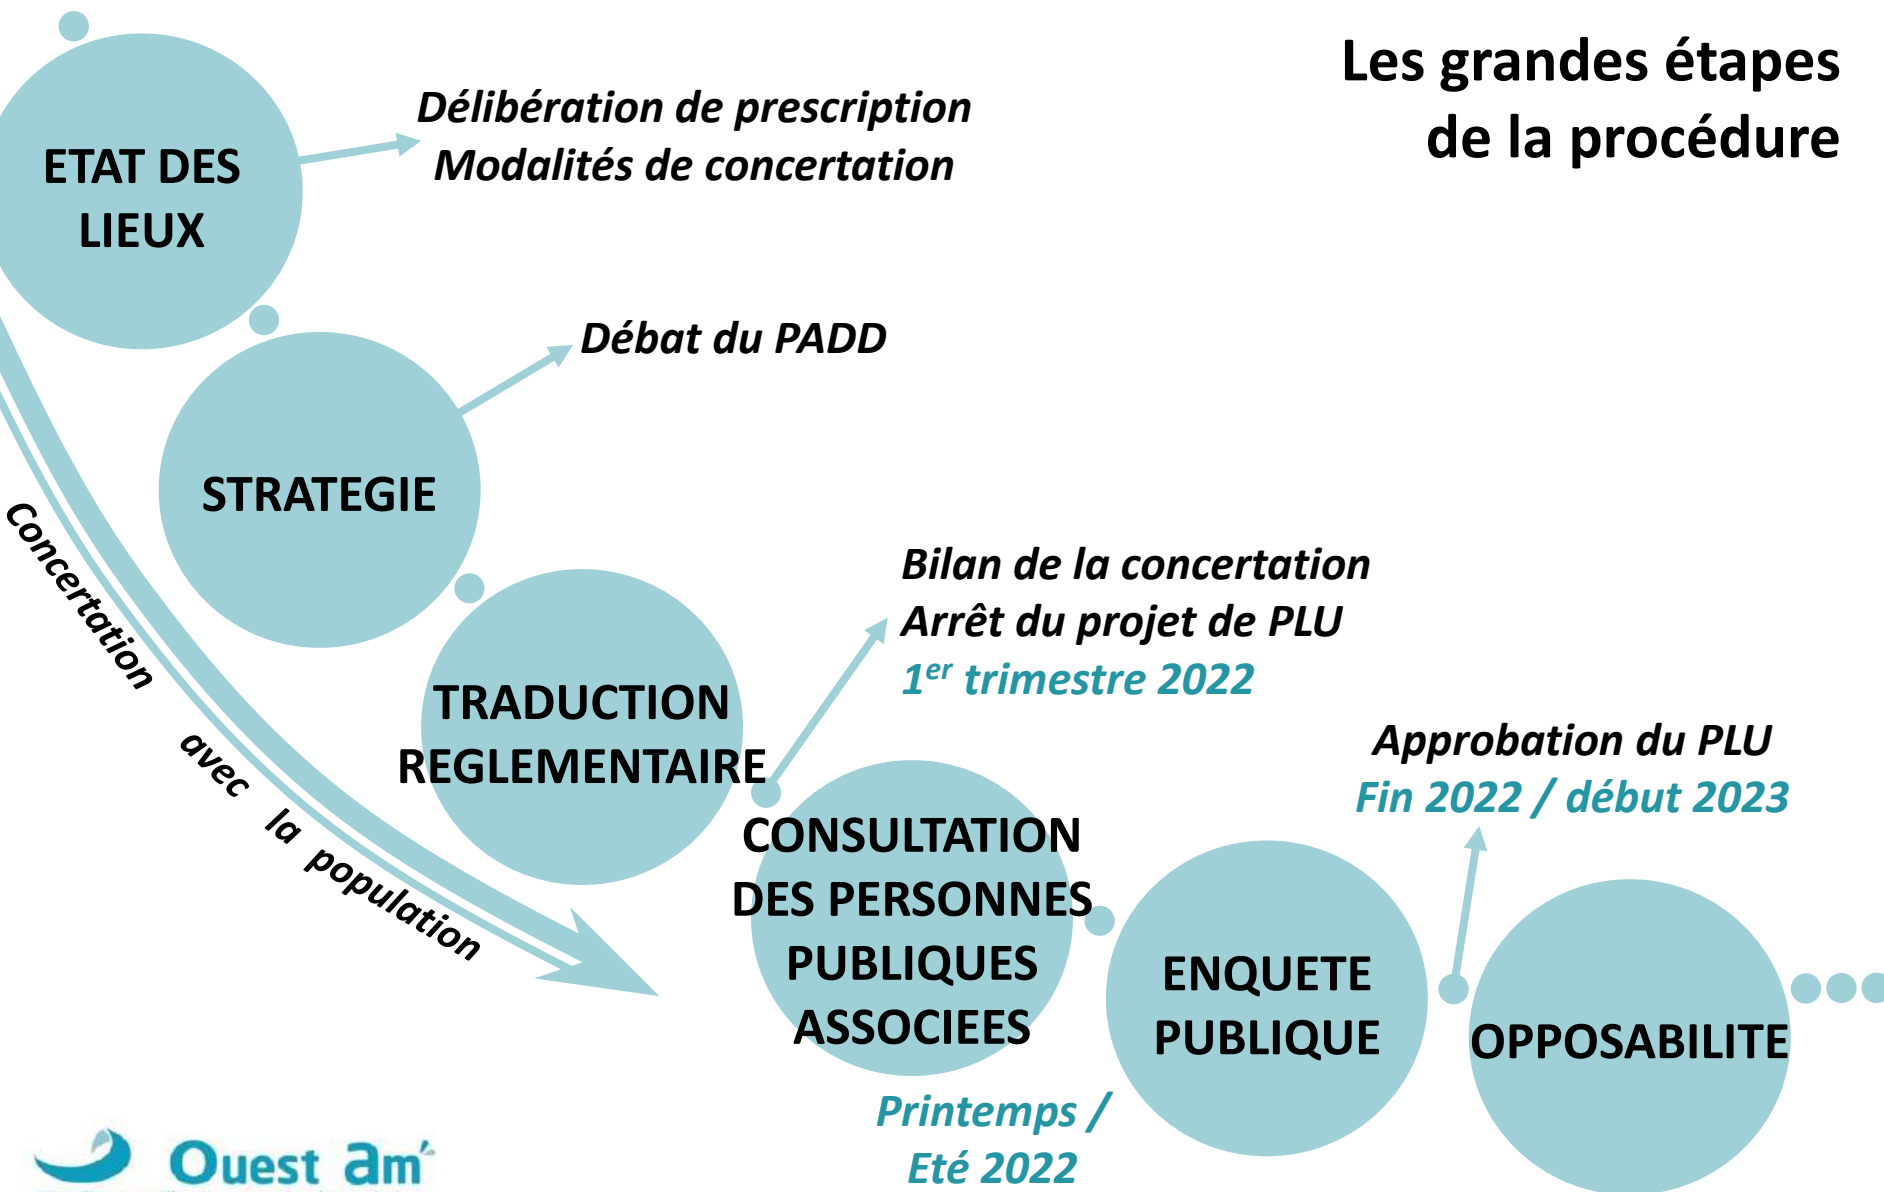 Les grandes étapes
de la procédure
Délibération de prescription
Modalités de concertation
ETAT DES
LIEUX
Débat du PADD
STRATEGIE
Concertation avec la population
Bilan de la concertation
Arrêt du projet de PLU
1er trimestre 2022
TRADUCTION
REGLEMENTAIRE
Approbation du PLU
Fin 2022 / début 2023
CONSULTATION
DES PERSONNES
PUBLIQUES
ASSOCIEES
ENQUETE
PUBLIQUE
OPPOSABILITE
Printemps /
Eté 2022
Ouest am'